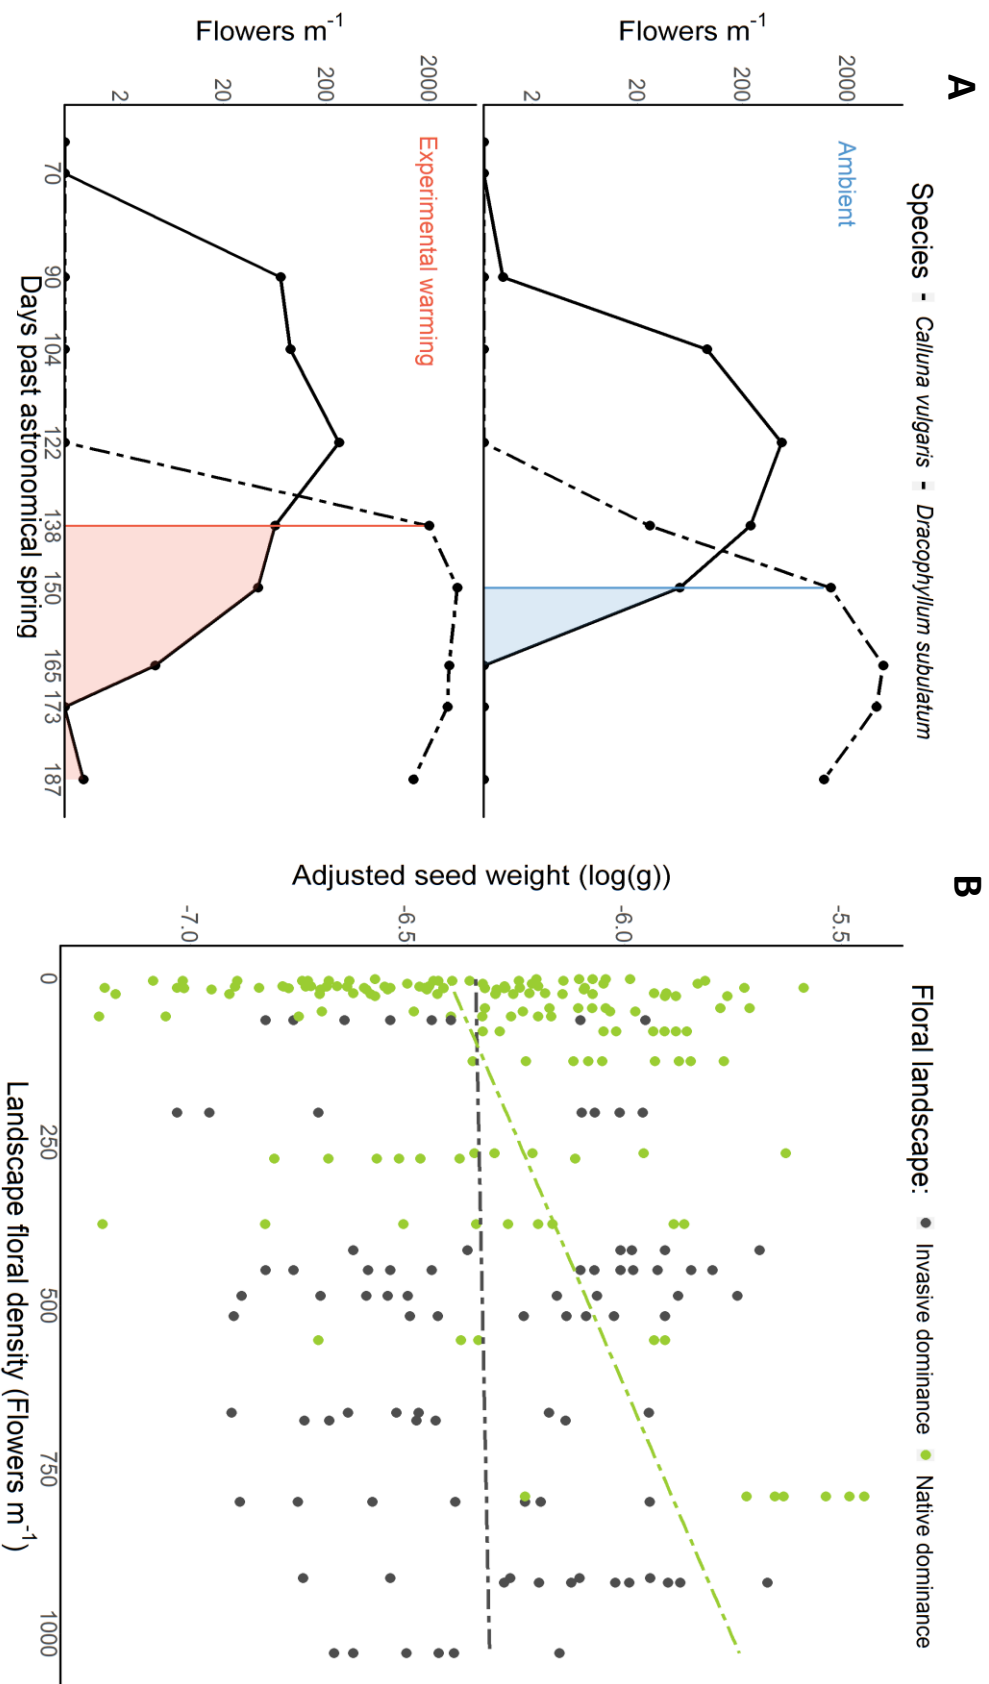 A
Species - Calluna vulgaris - Dracophyllum subulatum
Ambient
Flowers m-1
2
20
200
2000
Experimental warming
Flowers m-1
2
20
200
2000
70 90 104 122 138 150 165 173 187
Days past astronomical spring
B
Floral landscape: Invasive dominance Native dominance
Adjusted seed weight (log(g))
-5.5
-6.0
-6.5
-7.0
0 250 500 750 1000
Landscape floral density (Flowers m-1)